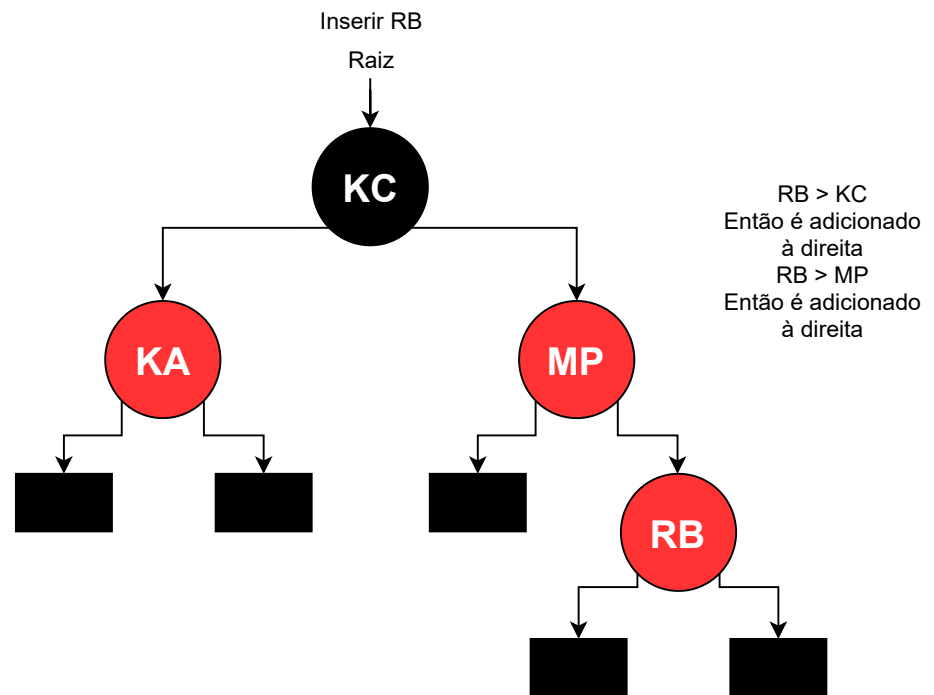 Inserir RB
Raiz
KC
RB > KC
Então é adicionado
à direita
RB > MP
Então é adicionado
à direita
KA
MP
RB